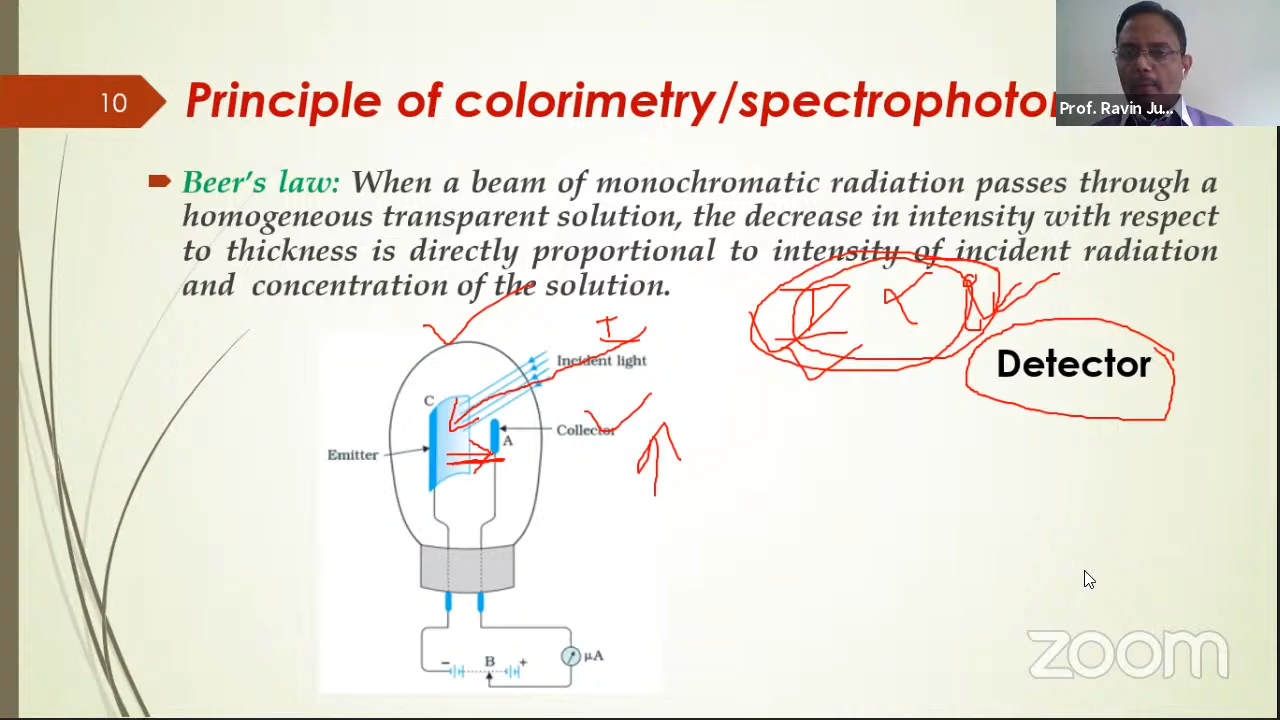 10
Principle of colorimetry/spectrophoto
Prof. Ravin Ju...
Beer's law: When a beam of monochromatic radiation passes through a
homogeneous transparent solution, the decrease in intensity with respect
to thickness is directly proportional to intensity of incident radiation
and concentration of the solution.
I
Incident light
Detector
C
Collector
A
Emitter
- B +
μA
zoom